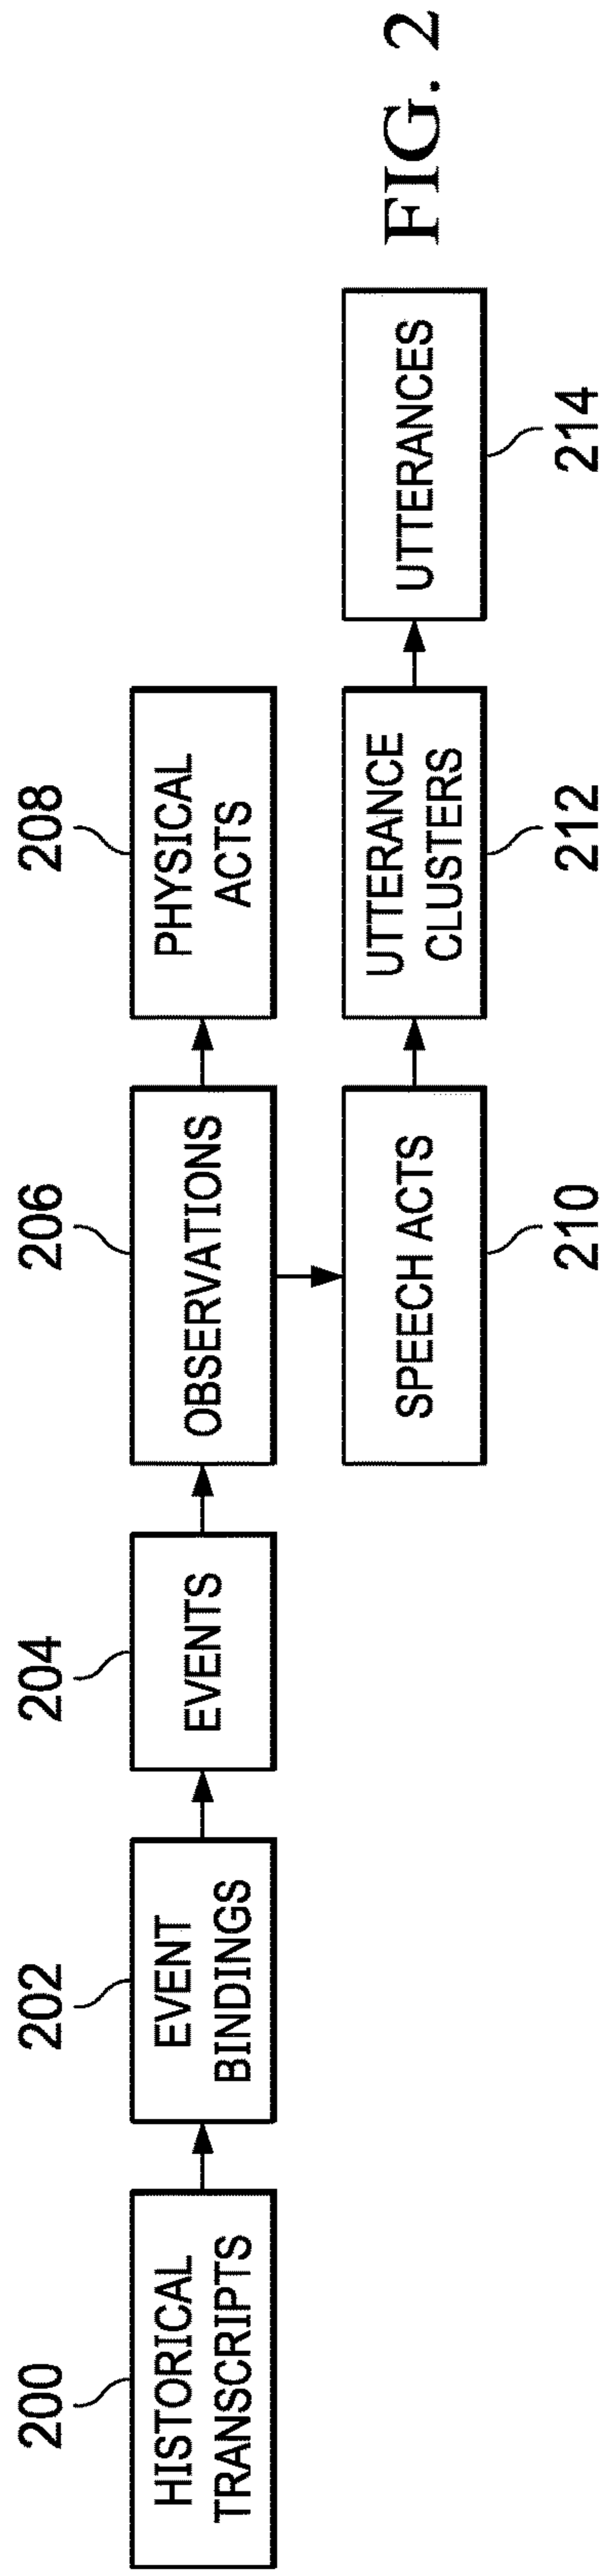 200
HISTORICAL
TRANSCRIPTS
202
EVENT
BINDINGS
204
EVENTS
206
OBSERVATIONS
208
PHYSICAL
ACTS
SPEECH ACTS
210
UTTERANCE
CLUSTERS
212
UTTERANCES
214
FIG. 2